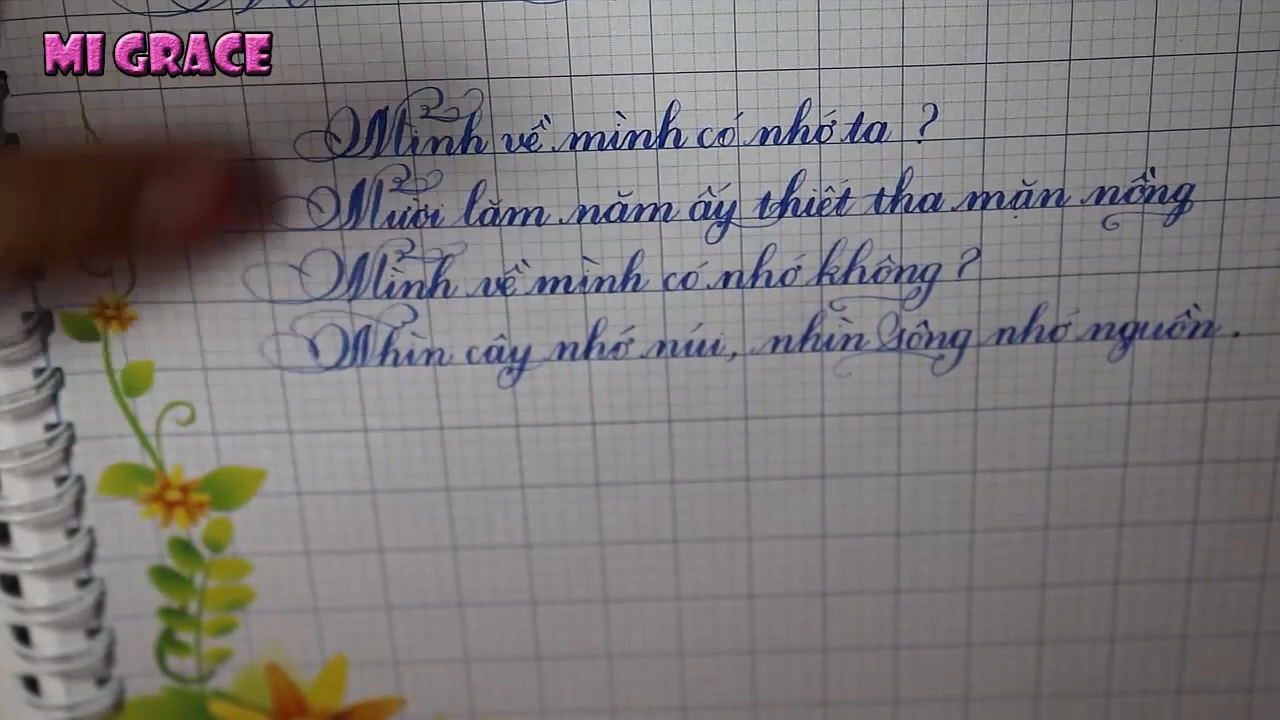 MI GRACE
Mình về mình có nhớ ta ?
Mười lăm năm ấy thiết tha mặn nồng
Mình về mình có nhớ không ?
Nhìn cây nhớ núi, nhìn sông nhớ nguồn .